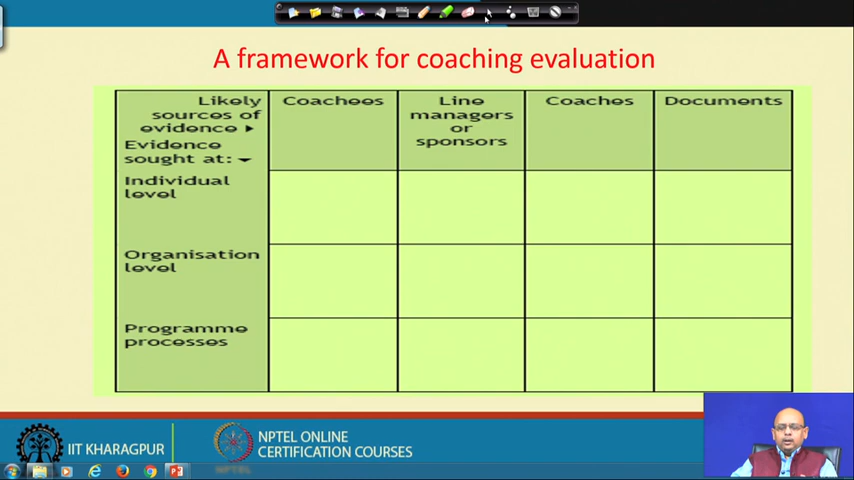 A framework for coaching evaluation
Likely
sources of
evidence ▸
Evidence
sought at: ▾
Coachees
Line
managers
or
sponsors
Coaches
Documents
Individual
level
Organisation
level
Programme
processes
IIT KHARAGPUR
NPTEL ONLINE
CERTIFICATION COURSES
NPTEL